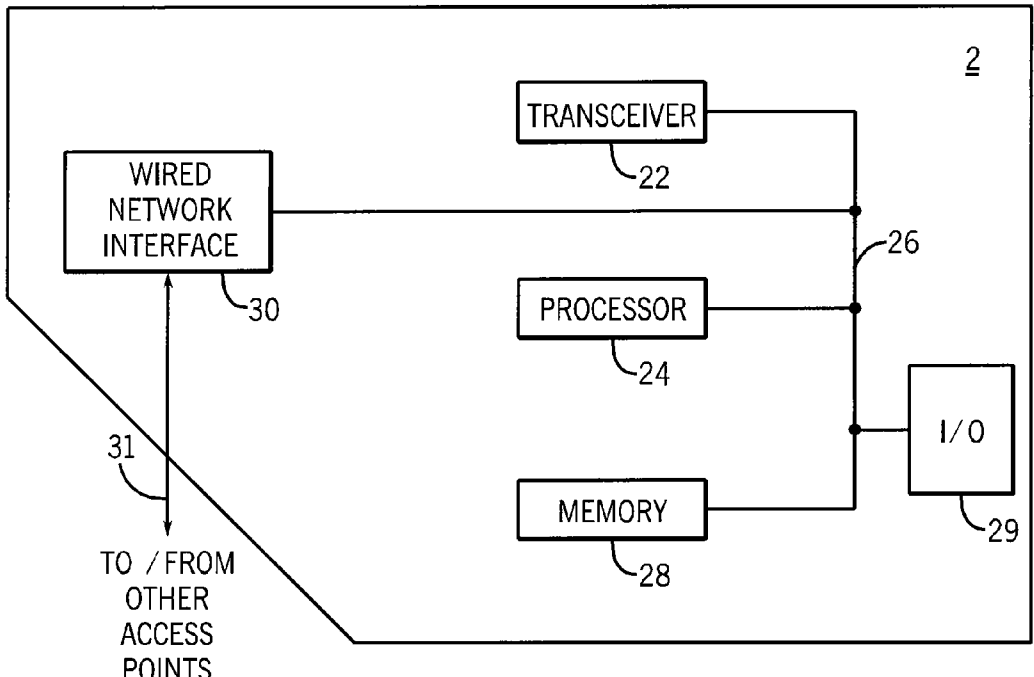 2
TRANSCEIVER
22
WIRED
NETWORK
INTERFACE
30
26
PROCESSOR
24
I/O
29
31
MEMORY
28
TO / FROM
OTHER
ACCESS
POINTS